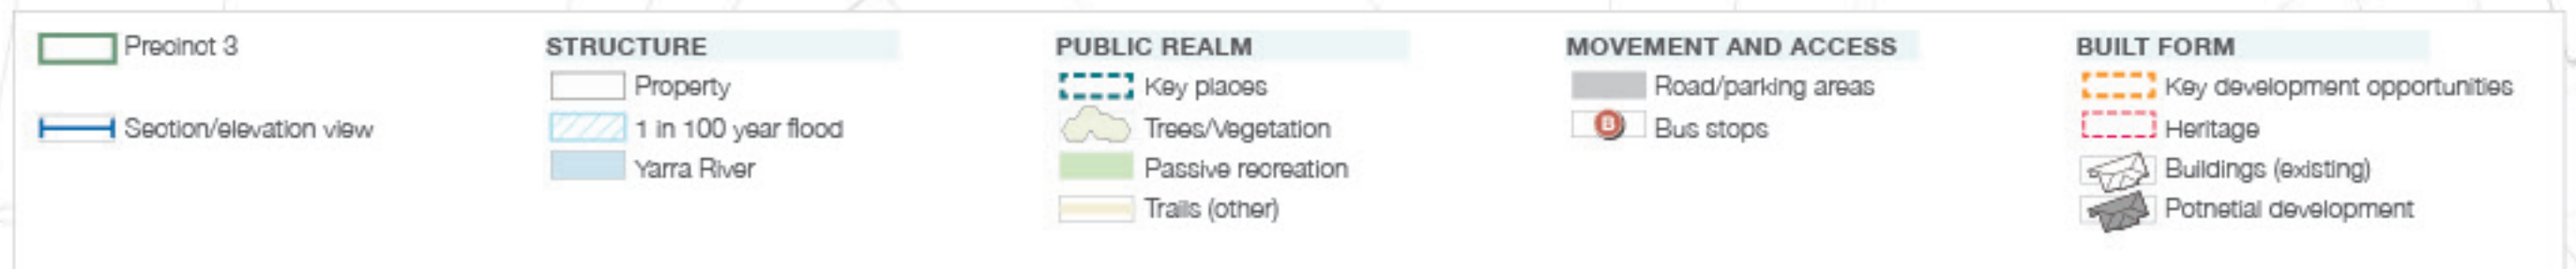 Precinct 3
Section/elevation view
STRUCTURE
Property
1 in 100 year flood
Yarra River
PUBLIC REALM
Key places
Trees/Vegetation
Passive recreation
Trails (other)
MOVEMENT AND ACCESS
Road/parking areas
B
Bus stops
BUILT FORM
Key development opportunities
Heritage
Buildings (existing)
Potnetial development